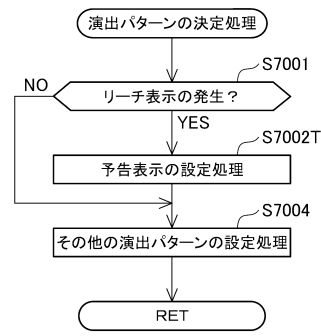 演出パターンの決定処理
S7001
NO
リーチ表示の発生？
YES
S7002T
予告表示の設定処理
S7004
その他の演出パターンの設定処理
RET